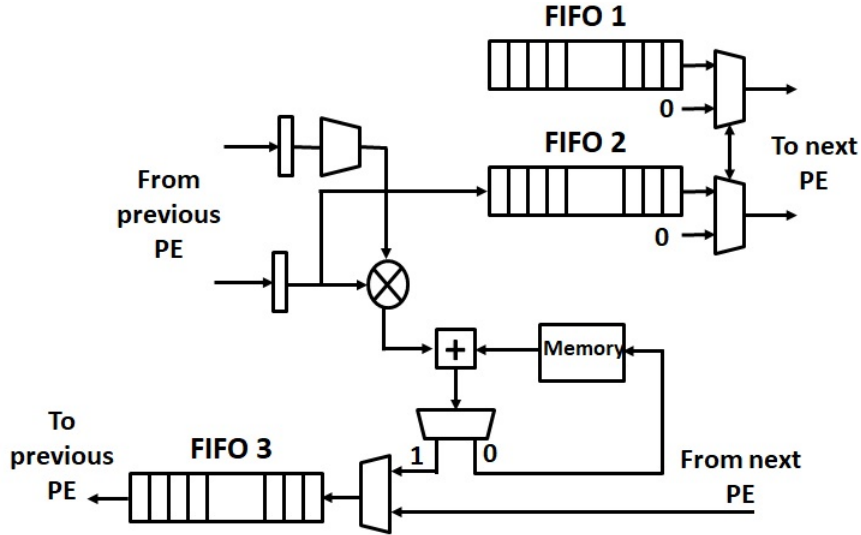 FIFO 1
0
FIFO 2
To next
PE
0
From
previous
PE
+
Memory
To
previous
PE
FIFO 3
1
0
From next
PE